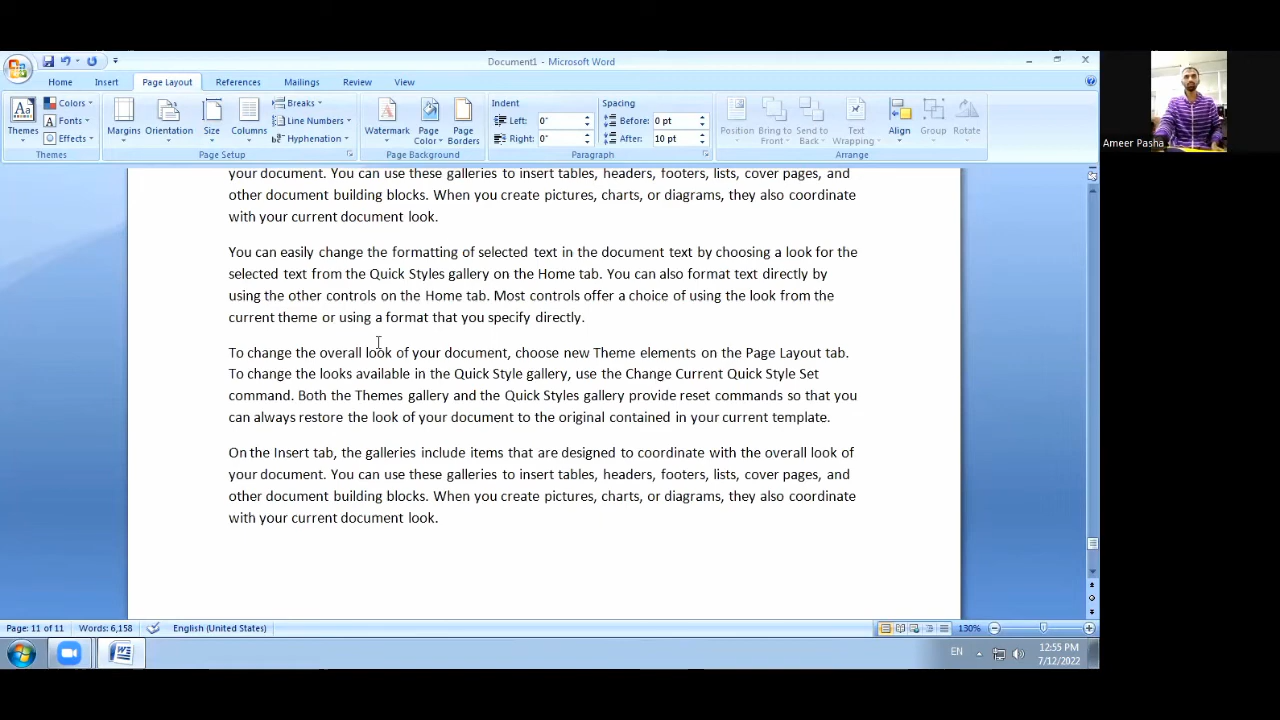 Document1 - Microsoft Word
Home Insert Page Layout References Mailings Review View
Aa Colors Breaks Indent Spacing
Fonts Line Numbers Left: 0" Before: 0 pt
Themes Margins Orientation Size Columns Watermark Page Color Page Borders Position Bring to Front Send to Back Text Wrapping Align Group Rotate
Effects Hyphenation Right: 0" After: 10 pt
Themes Page Setup Page Background Paragraph Arrange
Ameer Pasha
your document. You can use these galleries to insert tables, headers, footers, lists, cover pages, and
other document building blocks. When you create pictures, charts, or diagrams, they also coordinate
with your current document look.
You can easily change the formatting of selected text in the document text by choosing a look for the
selected text from the Quick Styles gallery on the Home tab. You can also format text directly by
using the other controls on the Home tab. Most controls offer a choice of using the look from the
current theme or using a format that you specify directly.
To change the overall look of your document, choose new Theme elements on the Page Layout tab.
To change the looks available in the Quick Style gallery, use the Change Current Quick Style Set
command. Both the Themes gallery and the Quick Styles gallery provide reset commands so that you
can always restore the look of your document to the original contained in your current template.
On the Insert tab, the galleries include items that are designed to coordinate with the overall look of
your document. You can use these galleries to insert tables, headers, footers, lists, cover pages, and
other document building blocks. When you create pictures, charts, or diagrams, they also coordinate
with your current document look.
Page: 11 of 11 Words: 6,158 English (United States) 130%
EN 12:55 PM
7/12/2022